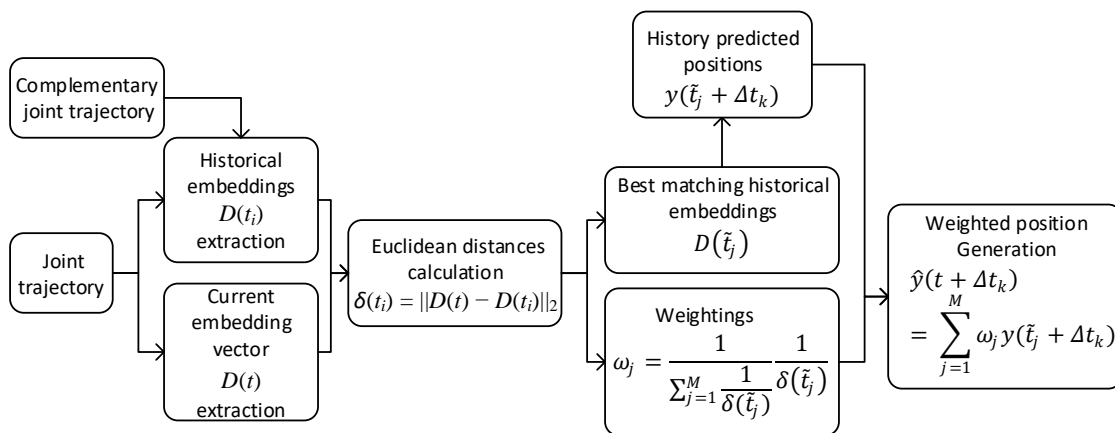 Complementary
joint trajectory
Joint
trajectory
Historical
embeddings
D(tᵢ)
extraction
Current
embedding
vector
D(t)
extraction
Euclidean distances
calculation
δ(tᵢ) = ||D(t) − D(tᵢ)||₂
History predicted
positions
y(t̃ⱼ + Δtₖ)
Best matching historical
embeddings
D(t̃ⱼ)
Weightings
ωⱼ = 1/(∑ⱼ₌₁ᴹ 1/δ(t̃ⱼ)) 1/δ(t̃ⱼ)
Weighted position
Generation
ŷ(t + Δtₖ)
= ∑ⱼ₌₁ᴹ ωⱼ y(t̃ⱼ + Δtₖ)